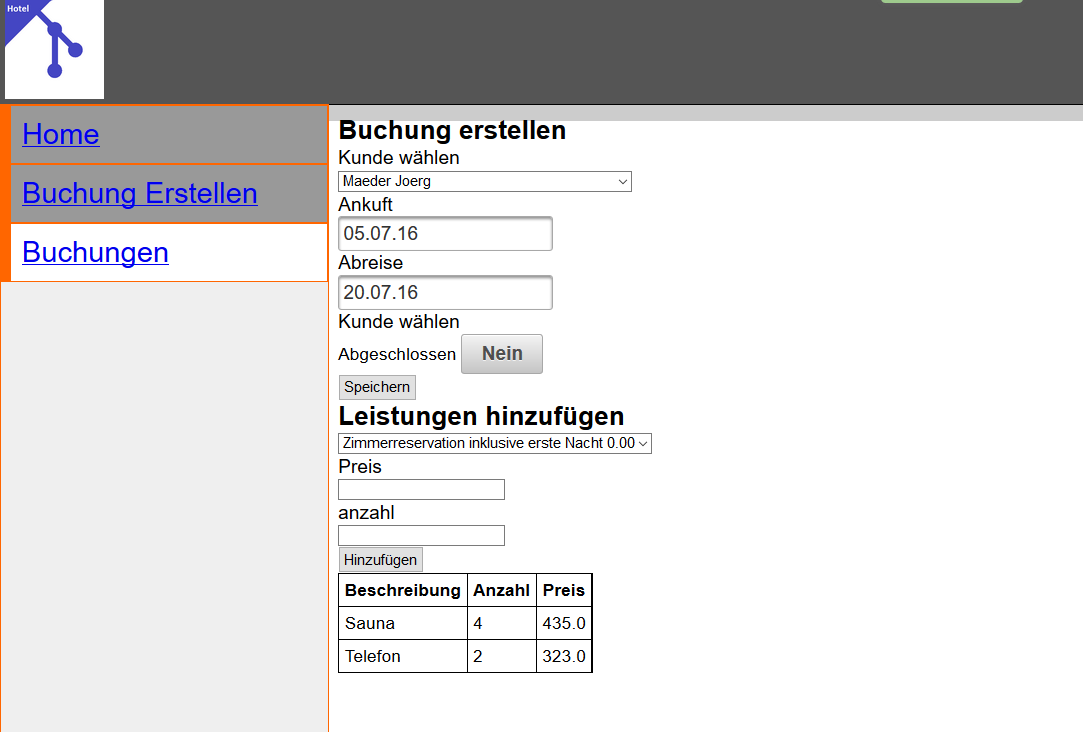 Hotel
Home
Buchung Erstellen
Buchungen
Buchung erstellen
Kunde wählen
Maeder Joerg
Ankuft
05.07.16
Abreise
20.07.16
Kunde wählen
Abgeschlossen Nein
Speichern
Leistungen hinzufügen
Zimmerreservation inklusive erste Nacht 0.00
Preis
anzahl
Hinzufügen
Beschreibung Anzahl Preis
Sauna 4 435.0
Telefon 2 323.0